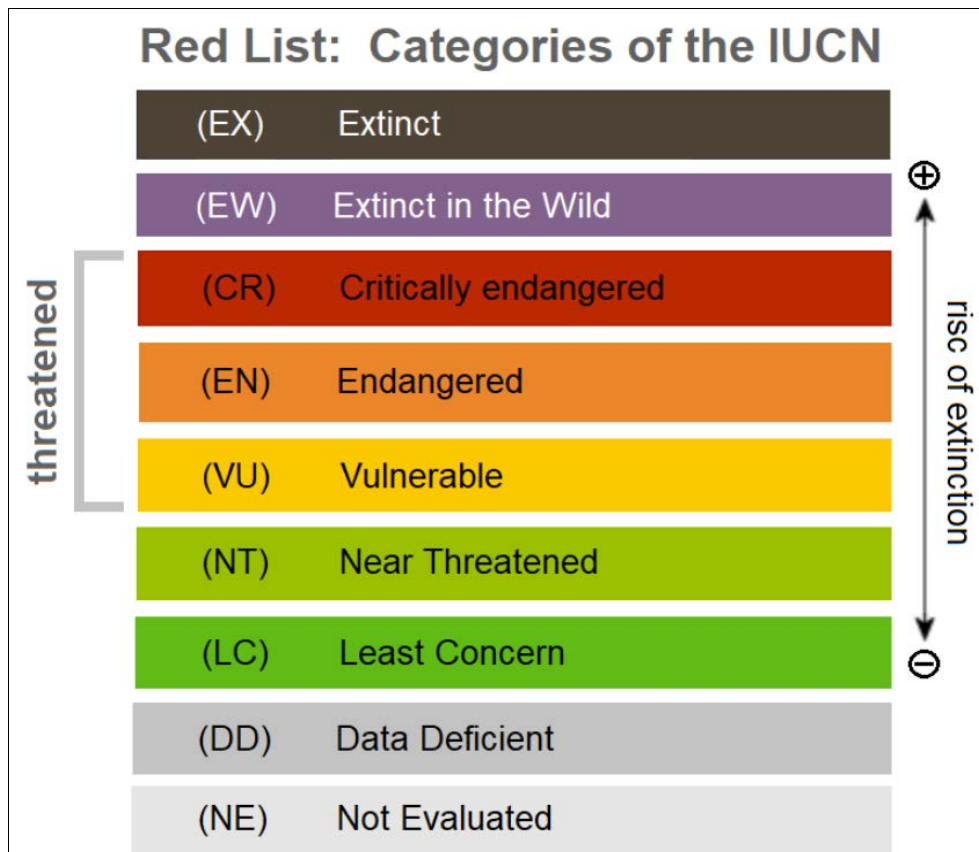 Red List: Categories of the IUCN
(EX) Extinct
(EW) Extinct in the Wild
(CR) Critically endangered
(EN) Endangered
(VU) Vulnerable
(NT) Near Threatened
(LC) Least Concern
(DD) Data Deficient
(NE) Not Evaluated
threatened
+
risc of extinction
−